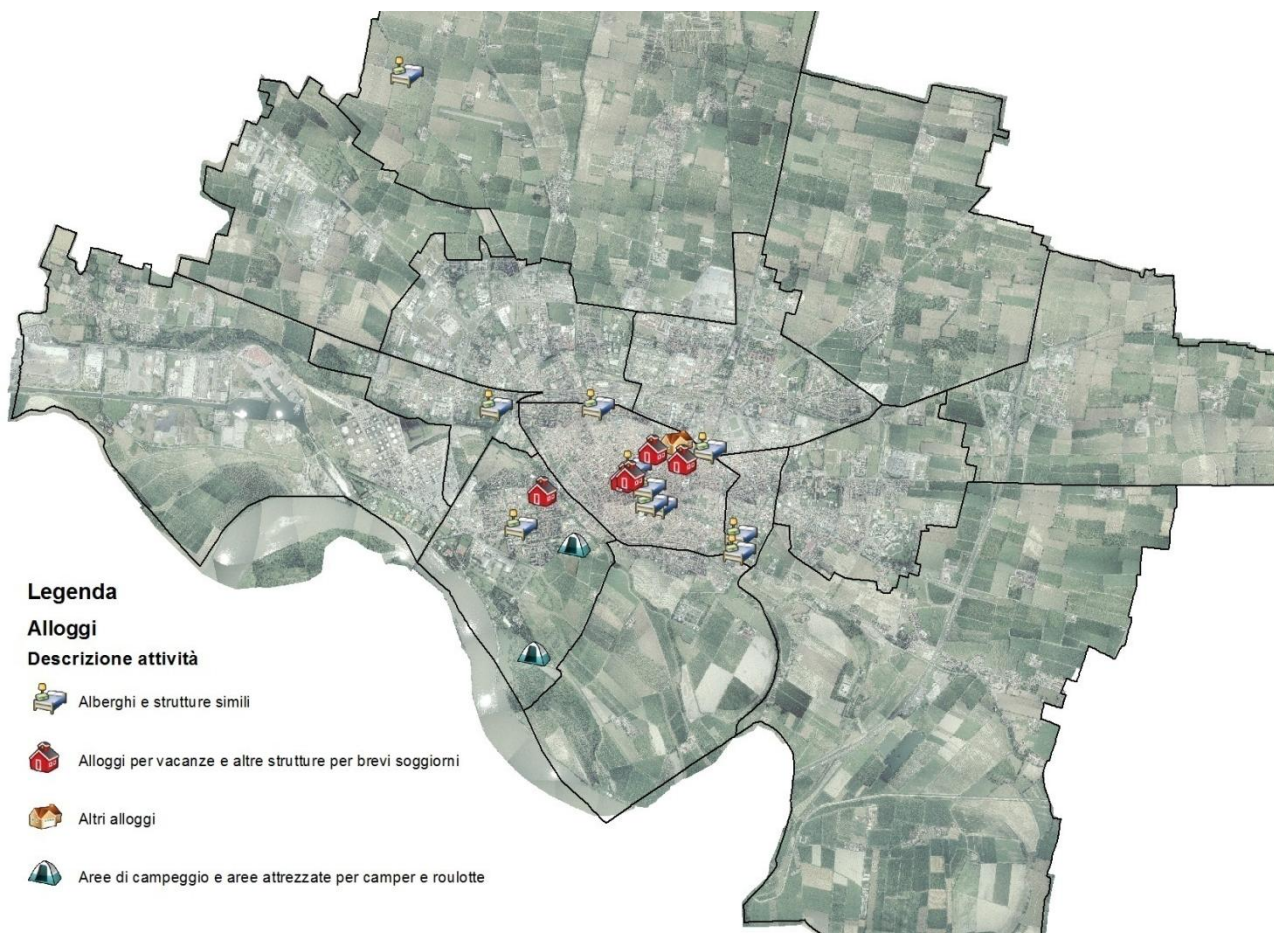 Legenda
Alloggi
Descrizione attività
Alberghi e strutture simili
Alloggi per vacanze e altre strutture per brevi soggiorni
Altri alloggi
Aree di campeggio e aree attrezzate per camper e roulotte